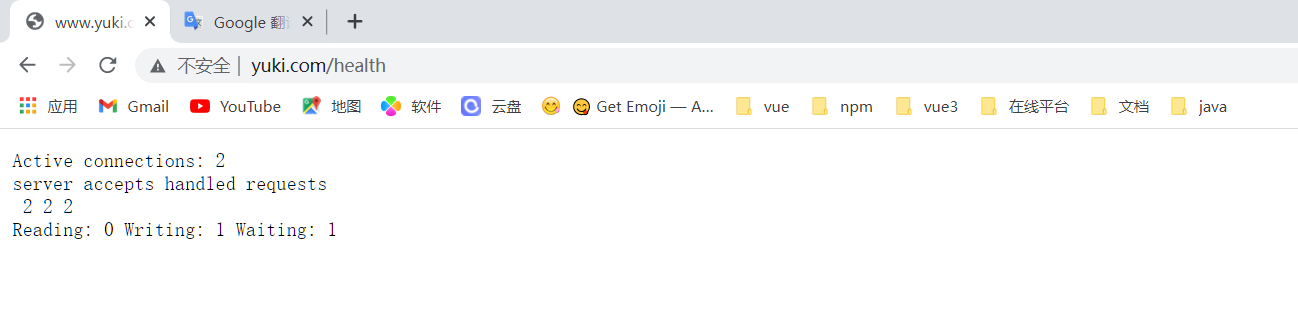 www.yuki.c
Google 翻
不安全 yuki.com/health
应用 Gmail YouTube 地图 软件 云盘 Get Emoji — A... vue npm vue3 在线平台 文档 java
Active connections: 2
server accepts handled requests
2 2 2
Reading: 0 Writing: 1 Waiting: 1